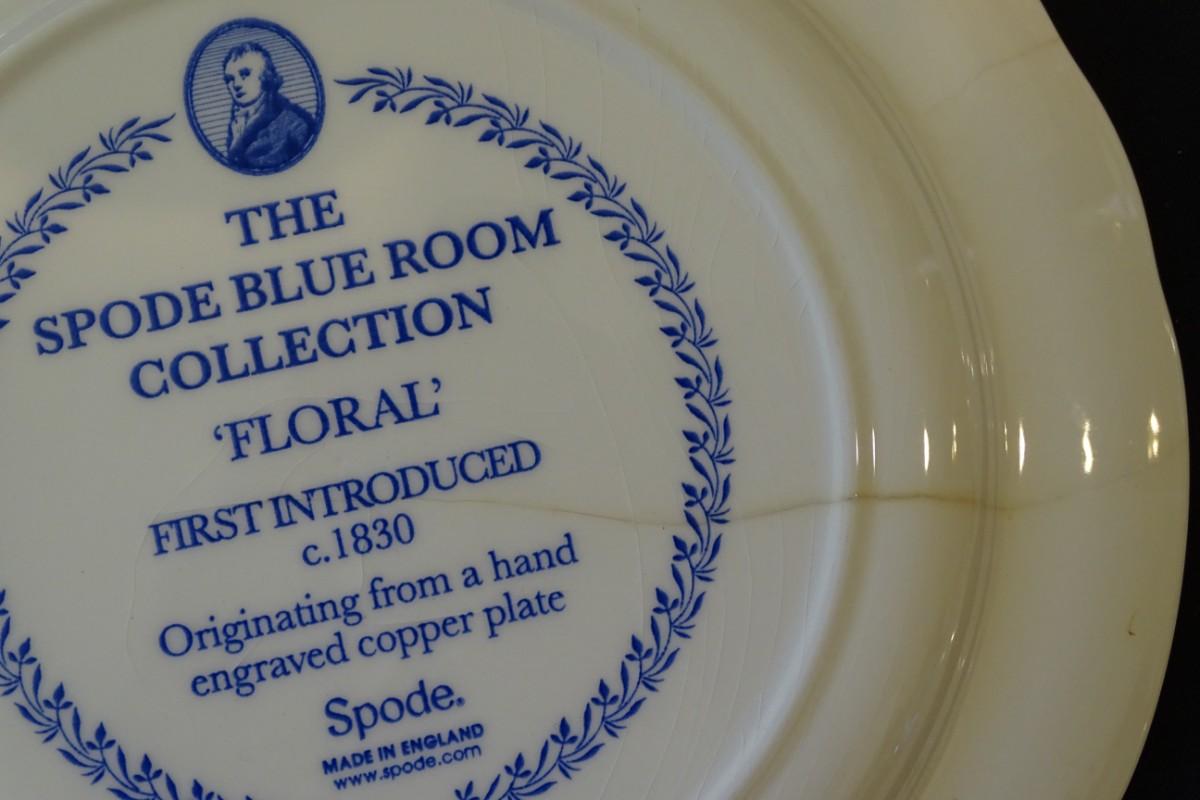 THE
SPODE BLUE ROOM
COLLECTION
‘FLORAL’
FIRST INTRODUCED
c.1830
Originating from a hand
engraved copper plate
Spode.
MADE IN ENGLAND
www.spode.com